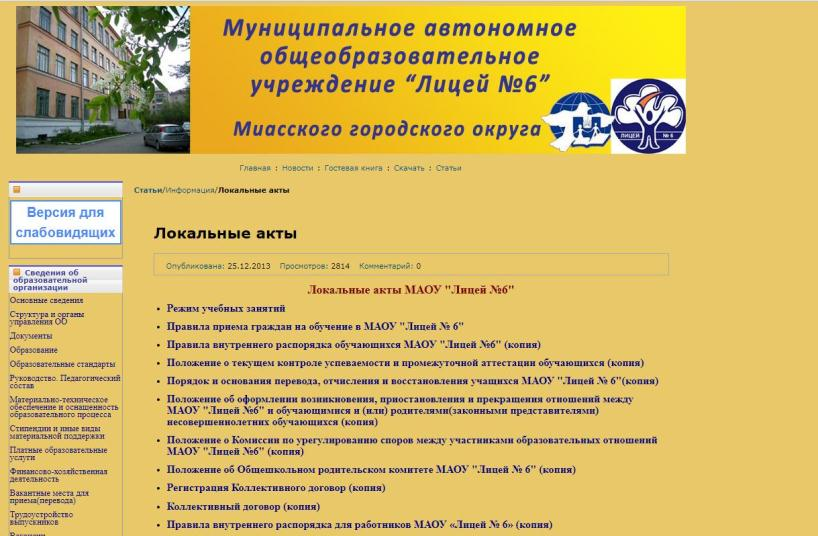 Муниципальное автономное
общеобразовательное
учреждение “Лицей №6”
Миасского городского округа
ЛИЦЕЙ № 6
Главная : Новости : Гостевая книга : Скачать : Статьи
Версия для
слабовидящих
Сведения об
образовательной
организации
Основные сведения
Структура и органы
управления ОО
Документы
Образование
Образовательные стандарты
Руководство. Педагогический
состав
Материально-техническое
обеспечение и оснащенность
образовательного процесса
Стипендии и иные виды
материальной поддержки
Платные образовательные
услуги
Финансово-хозяйственная
деятельность
Вакантные места для
приема(перевода)
Трудоустройство
выпускников
Вакансии
Статьи/Информация/Локальные акты
Локальные акты
Опубликована: 25.12.2013 Просмотров: 2814 Комментарий: 0
Локальные акты МАОУ "Лицей №6"
• Режим учебных занятий
• Правила приема граждан на обучение в МАОУ "Лицей № 6"
• Правила внутреннего распорядка обучающихся МАОУ "Лицей №6" (копия)
• Положение о текущем контроле успеваемости и промежуточной аттестации обучающихся (копия)
• Порядок и основания перевода, отчисления и восстановления учащихся МАОУ "Лицей № 6"(копия)
• Положение об оформлении возникновения, приостановления и прекращения отношений между
МАОУ "Лицей №6" и обучающимися и (или) родителями(законными представителями)
несовершеннолетних обучающихся (копия)
• Положение о Комиссии по урегулированию споров между участниками образовательных отношений
МАОУ "Лицей №6" (копия)
• Положение об Общешкольном родительском комитете МАОУ "Лицей № 6" (копия)
• Регистрация Коллективного договора (копия)
• Коллективный договор (копия)
• Правила внутреннего распорядка для работников МАОУ «Лицей № 6» (копия)